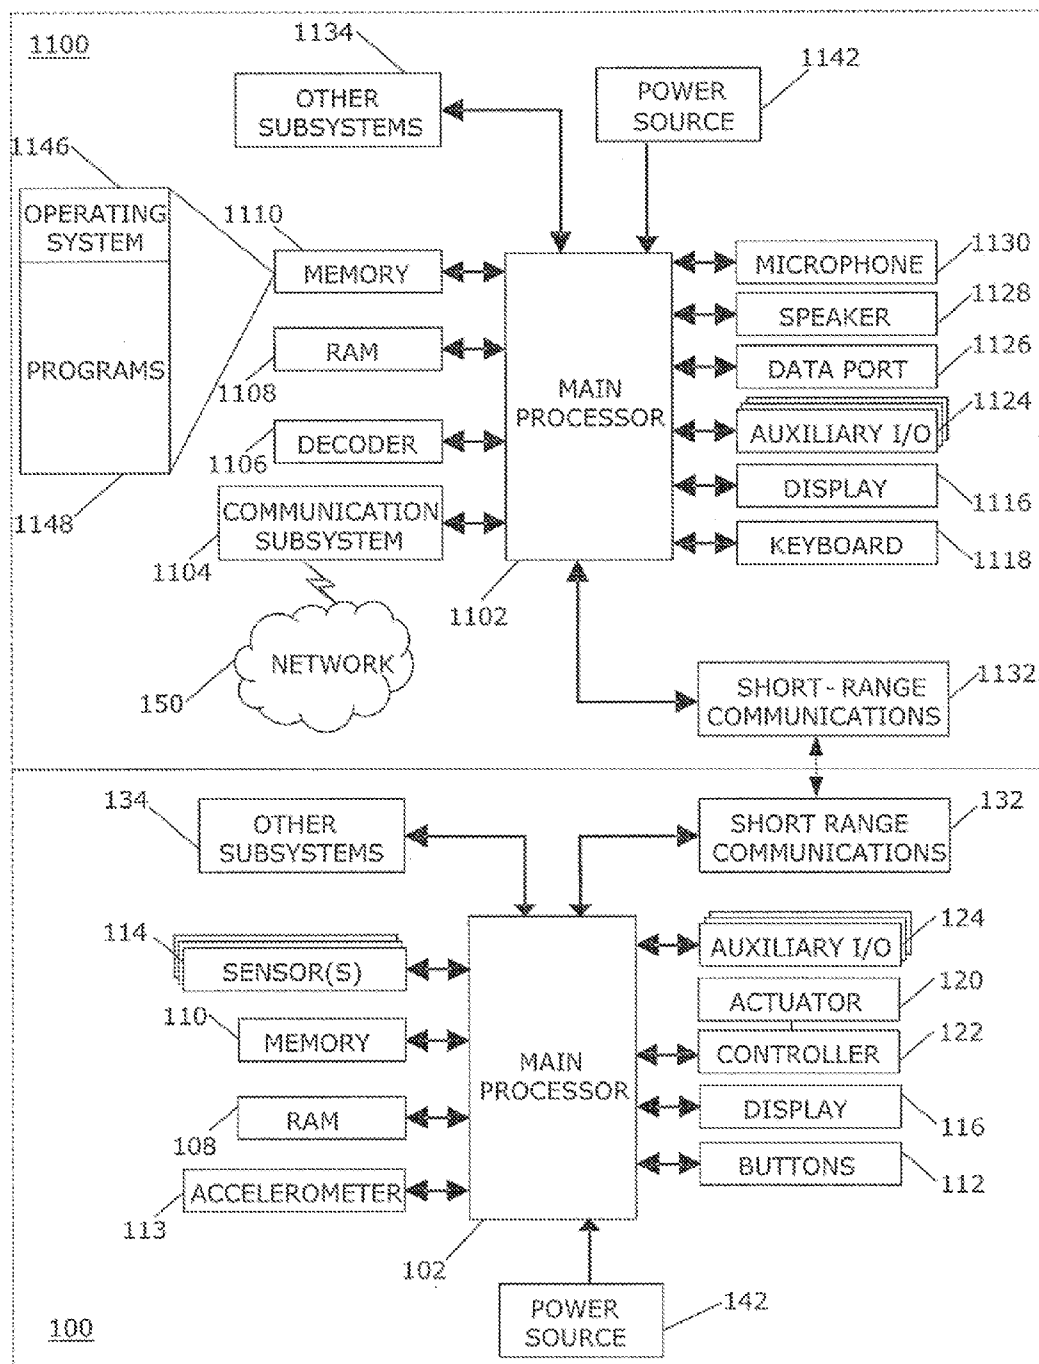 1100
1134
OTHER
SUBSYSTEMS
1142
POWER
SOURCE
1146
OPERATING
SYSTEM
PROGRAMS
1148
1110
MEMORY
RAM
1108
DECODER
1106
COMMUNICATION
SUBSYSTEM
1104
NETWORK
150
MAIN
PROCESSOR
1102
MICROPHONE
1130
SPEAKER
1128
DATA PORT
1126
AUXILIARY I/O
1124
DISPLAY
1116
KEYBOARD
1118
SHORT-RANGE
COMMUNICATIONS
1132
134
OTHER
SUBSYSTEMS
SHORT RANGE
COMMUNICATIONS
132
114
SENSOR(S)
110
MEMORY
RAM
108
ACCELEROMETER
113
MAIN
PROCESSOR
102
AUXILIARY I/O
124
ACTUATOR
120
CONTROLLER
122
DISPLAY
116
BUTTONS
112
POWER
SOURCE
142
100